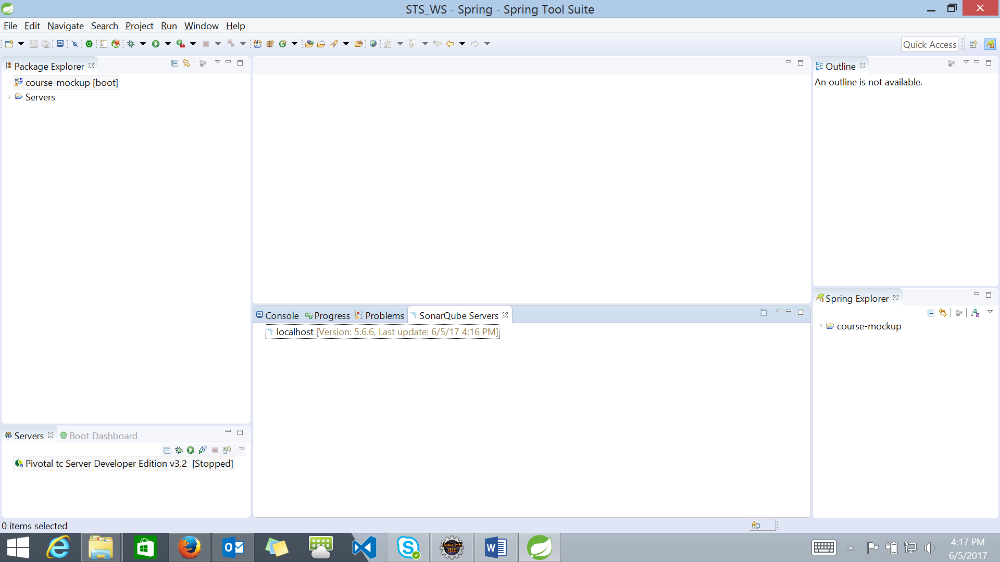 STS_WS - Spring - Spring Tool Suite
File Edit Navigate Search Project Run Window Help
Quick Access
Package Explorer
course-mockup [boot]
Servers
Outline
An outline is not available.
Console Progress Problems SonarQube Servers
localhost [Version: 5.6.6, Last update: 6/5/17 4:16 PM]
Spring Explorer
course-mockup
Servers Boot Dashboard
Pivotal tc Server Developer Edition v3.2 [Stopped]
0 items selected
Java EE
IDE
4:17 PM
6/5/2017